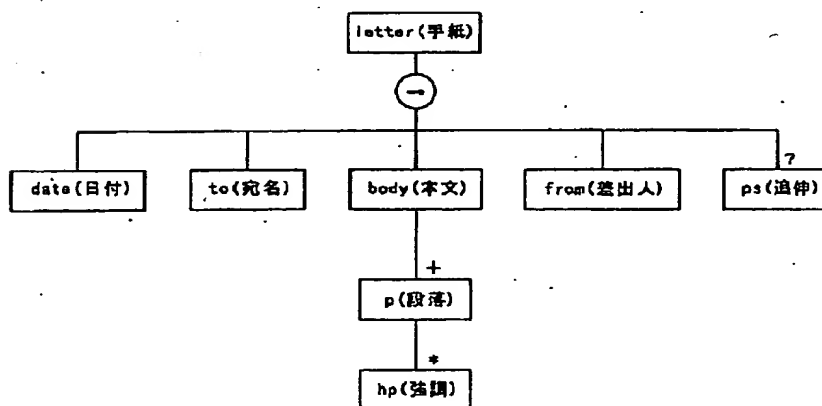 letter(手紙)
→
?
date(日付) to(宛名) body(本文) from(差出人) ps(追伸)
+
p(段落)
*
hp(強調)